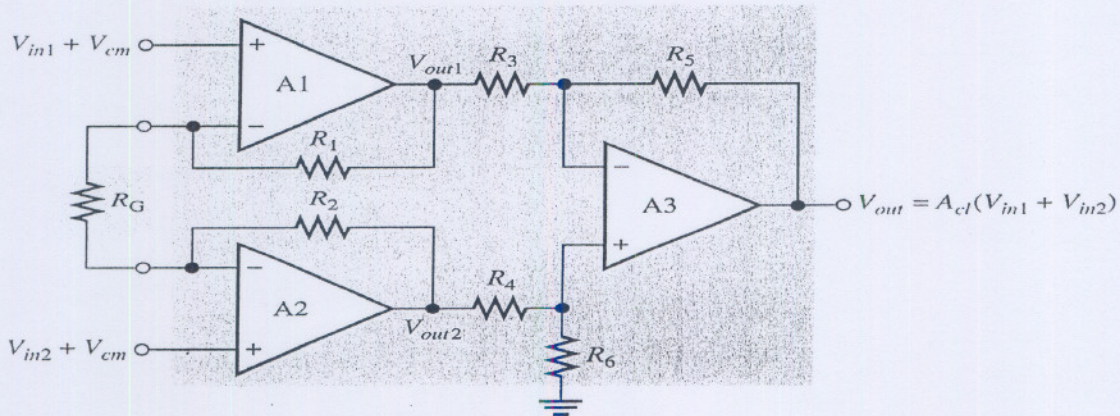 V_in1 + V_cm
A1
V_out1
R_3
R_5
R_1
R_G
R_2
A3
V_out = A_cl(V_in1 + V_in2)
R_4
A2
V_out2
V_in2 + V_cm
R_6
+
−
−
+
−
+